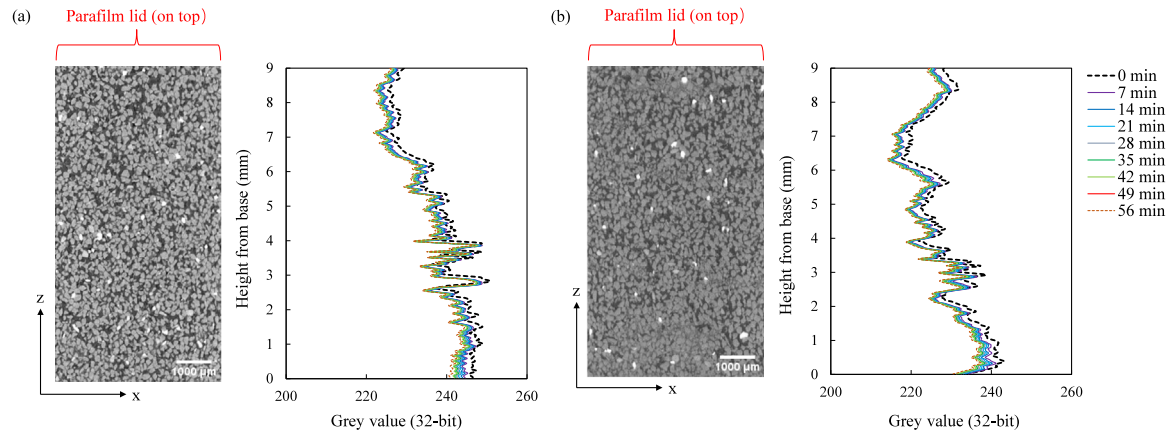 (a)
Parafilm lid (on top)
9
8
7
6
5
4
3
2
1
0
Height from base (mm)
200
220
240
260
Grey value (32-bit)
z
x
1000 µm
(b)
Parafilm lid (on top)
9
8
7
6
5
4
3
2
1
0
Height from base (mm)
200
220
240
260
Grey value (32-bit)
z
x
1000 µm
0 min
7 min
14 min
21 min
28 min
35 min
42 min
49 min
56 min